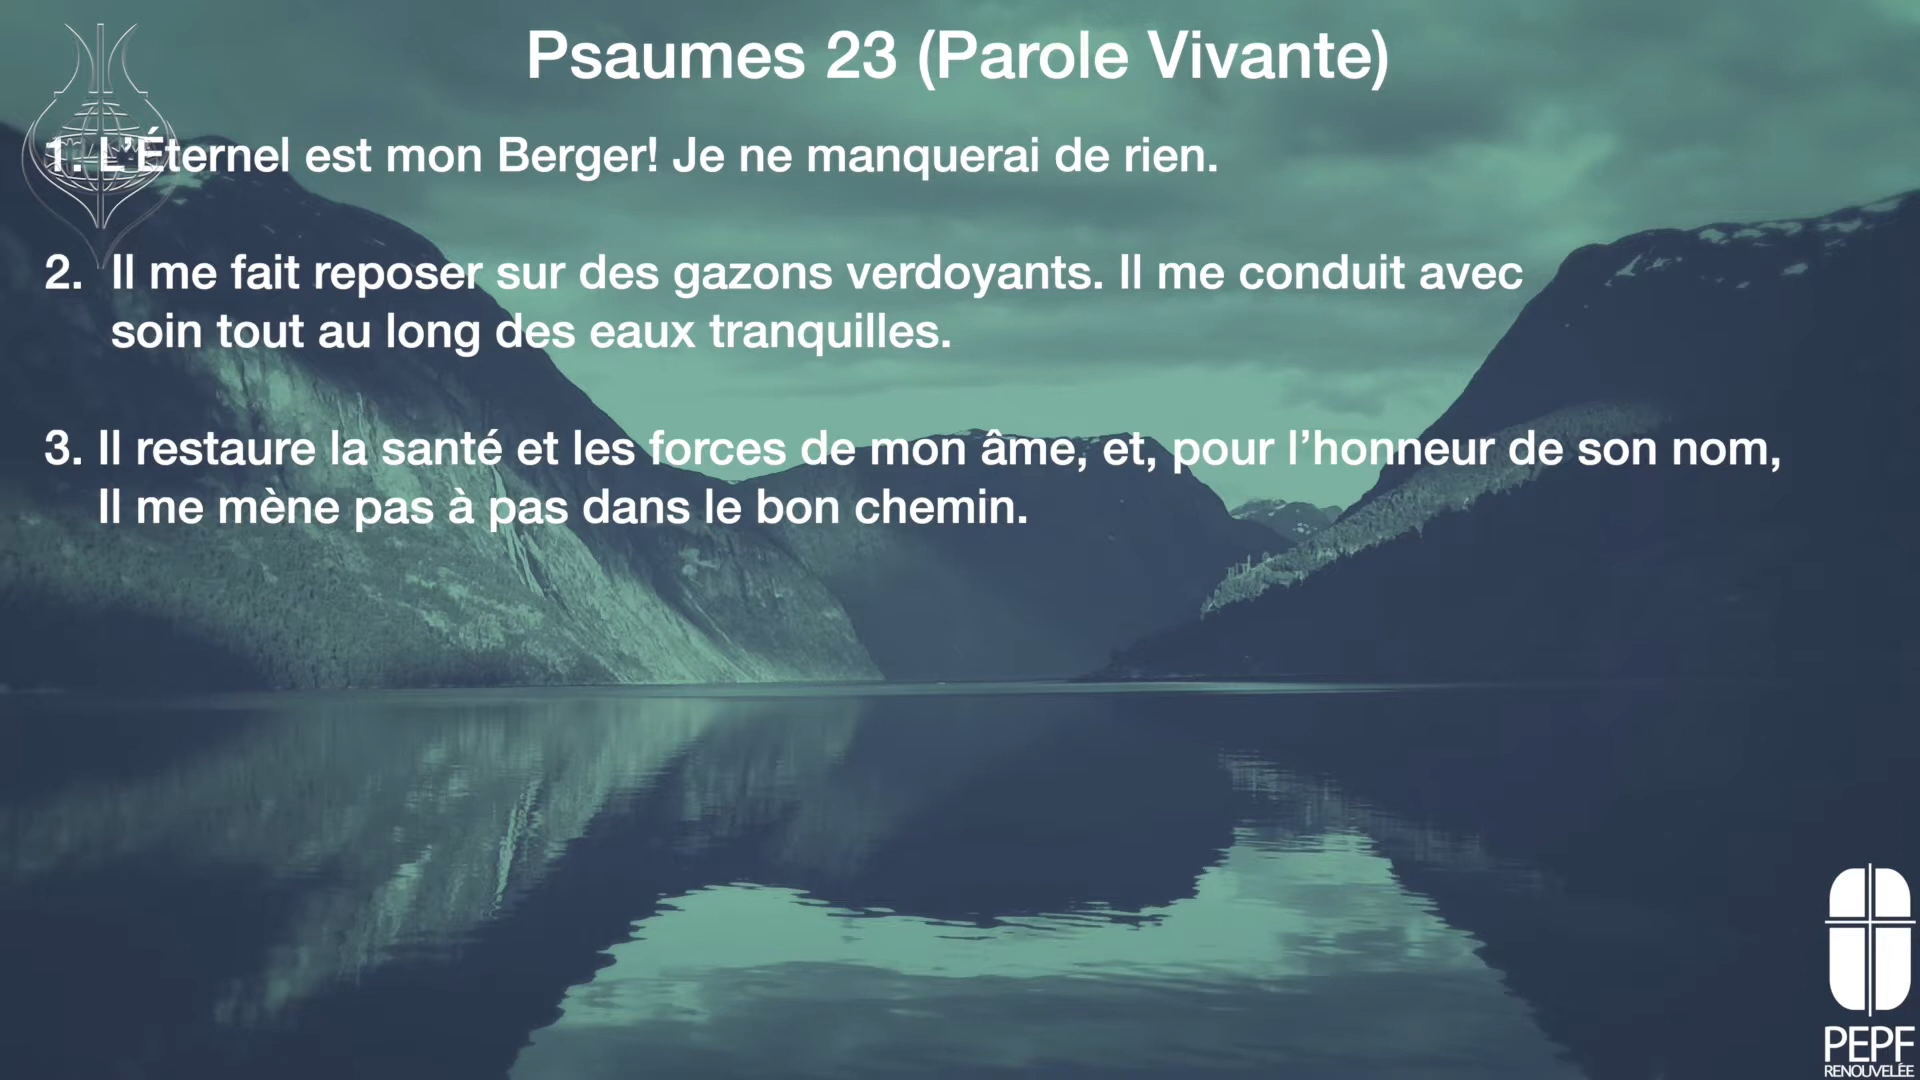 Psaumes 23 (Parole Vivante)
1. L’Éternel est mon Berger! Je ne manquerai de rien.
2. Il me fait reposer sur des gazons verdoyants. Il me conduit avec
soin tout au long des eaux tranquilles.
3. Il restaure la santé et les forces de mon âme, et, pour l’honneur de son nom,
Il me mène pas à pas dans le bon chemin.
PEPF
RENOUVELÉE